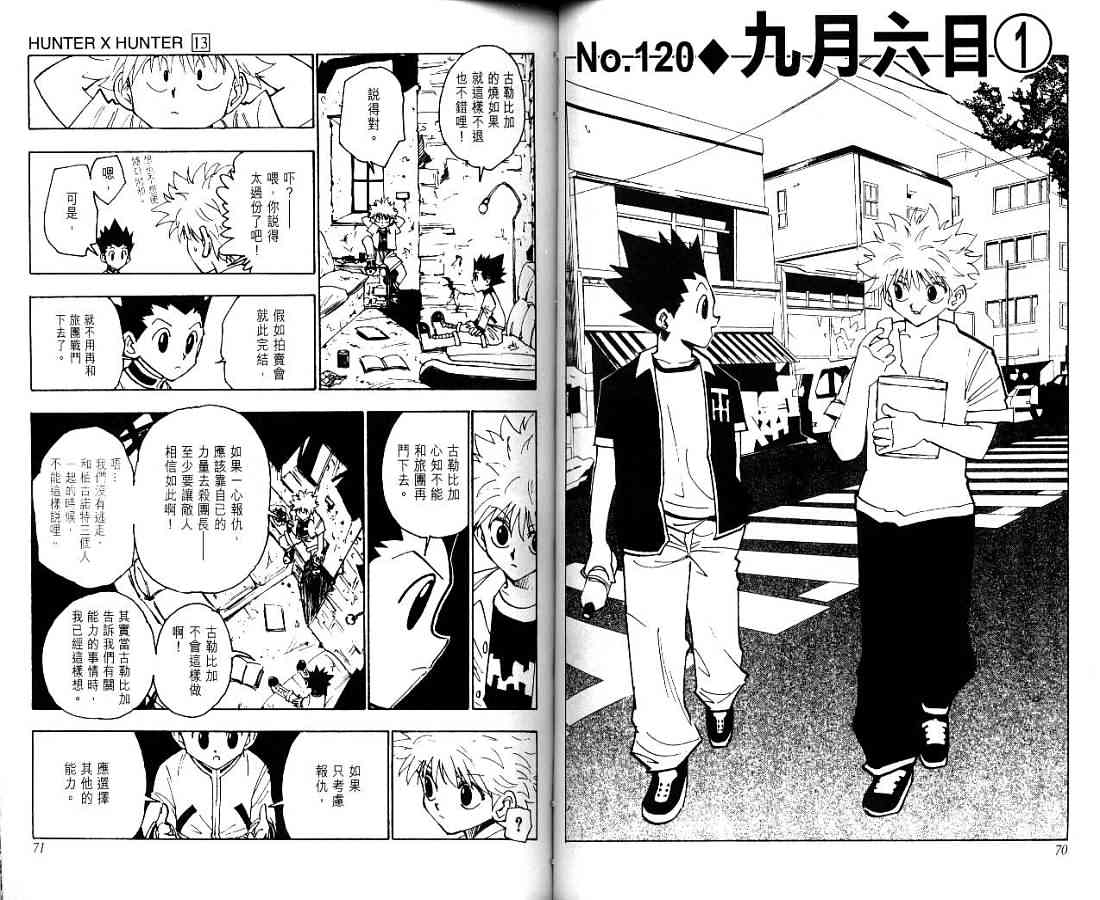 No.120◆九月六日①
70
HUNTER X HUNTER 13
古勒比加
的燒如果
就這樣不退
也不錯哩！
說得對。
吓？——
喂，你說得
太過份了吧！
嗯，
可是，
假如拍賣會
就此完結，
就不用再和
旅團戰鬥
下去了。
古勒比加
心知不能
和旅團再
鬥下去。
如果一心報仇，
應該靠自己的
力量去殺團長——
至少要讓敵人
相信如此啊！
唔…
我們沒有逃走，
和柏古諾特三個人
一起的時候，
不能這樣說哩。
古勒比加
不會這樣做
啊！
其實當古勒比加
告訴我們有關
能力的事情時，
我已經這樣想。
？
如果
只考慮
報仇，
應選擇
其他的
能力。
71